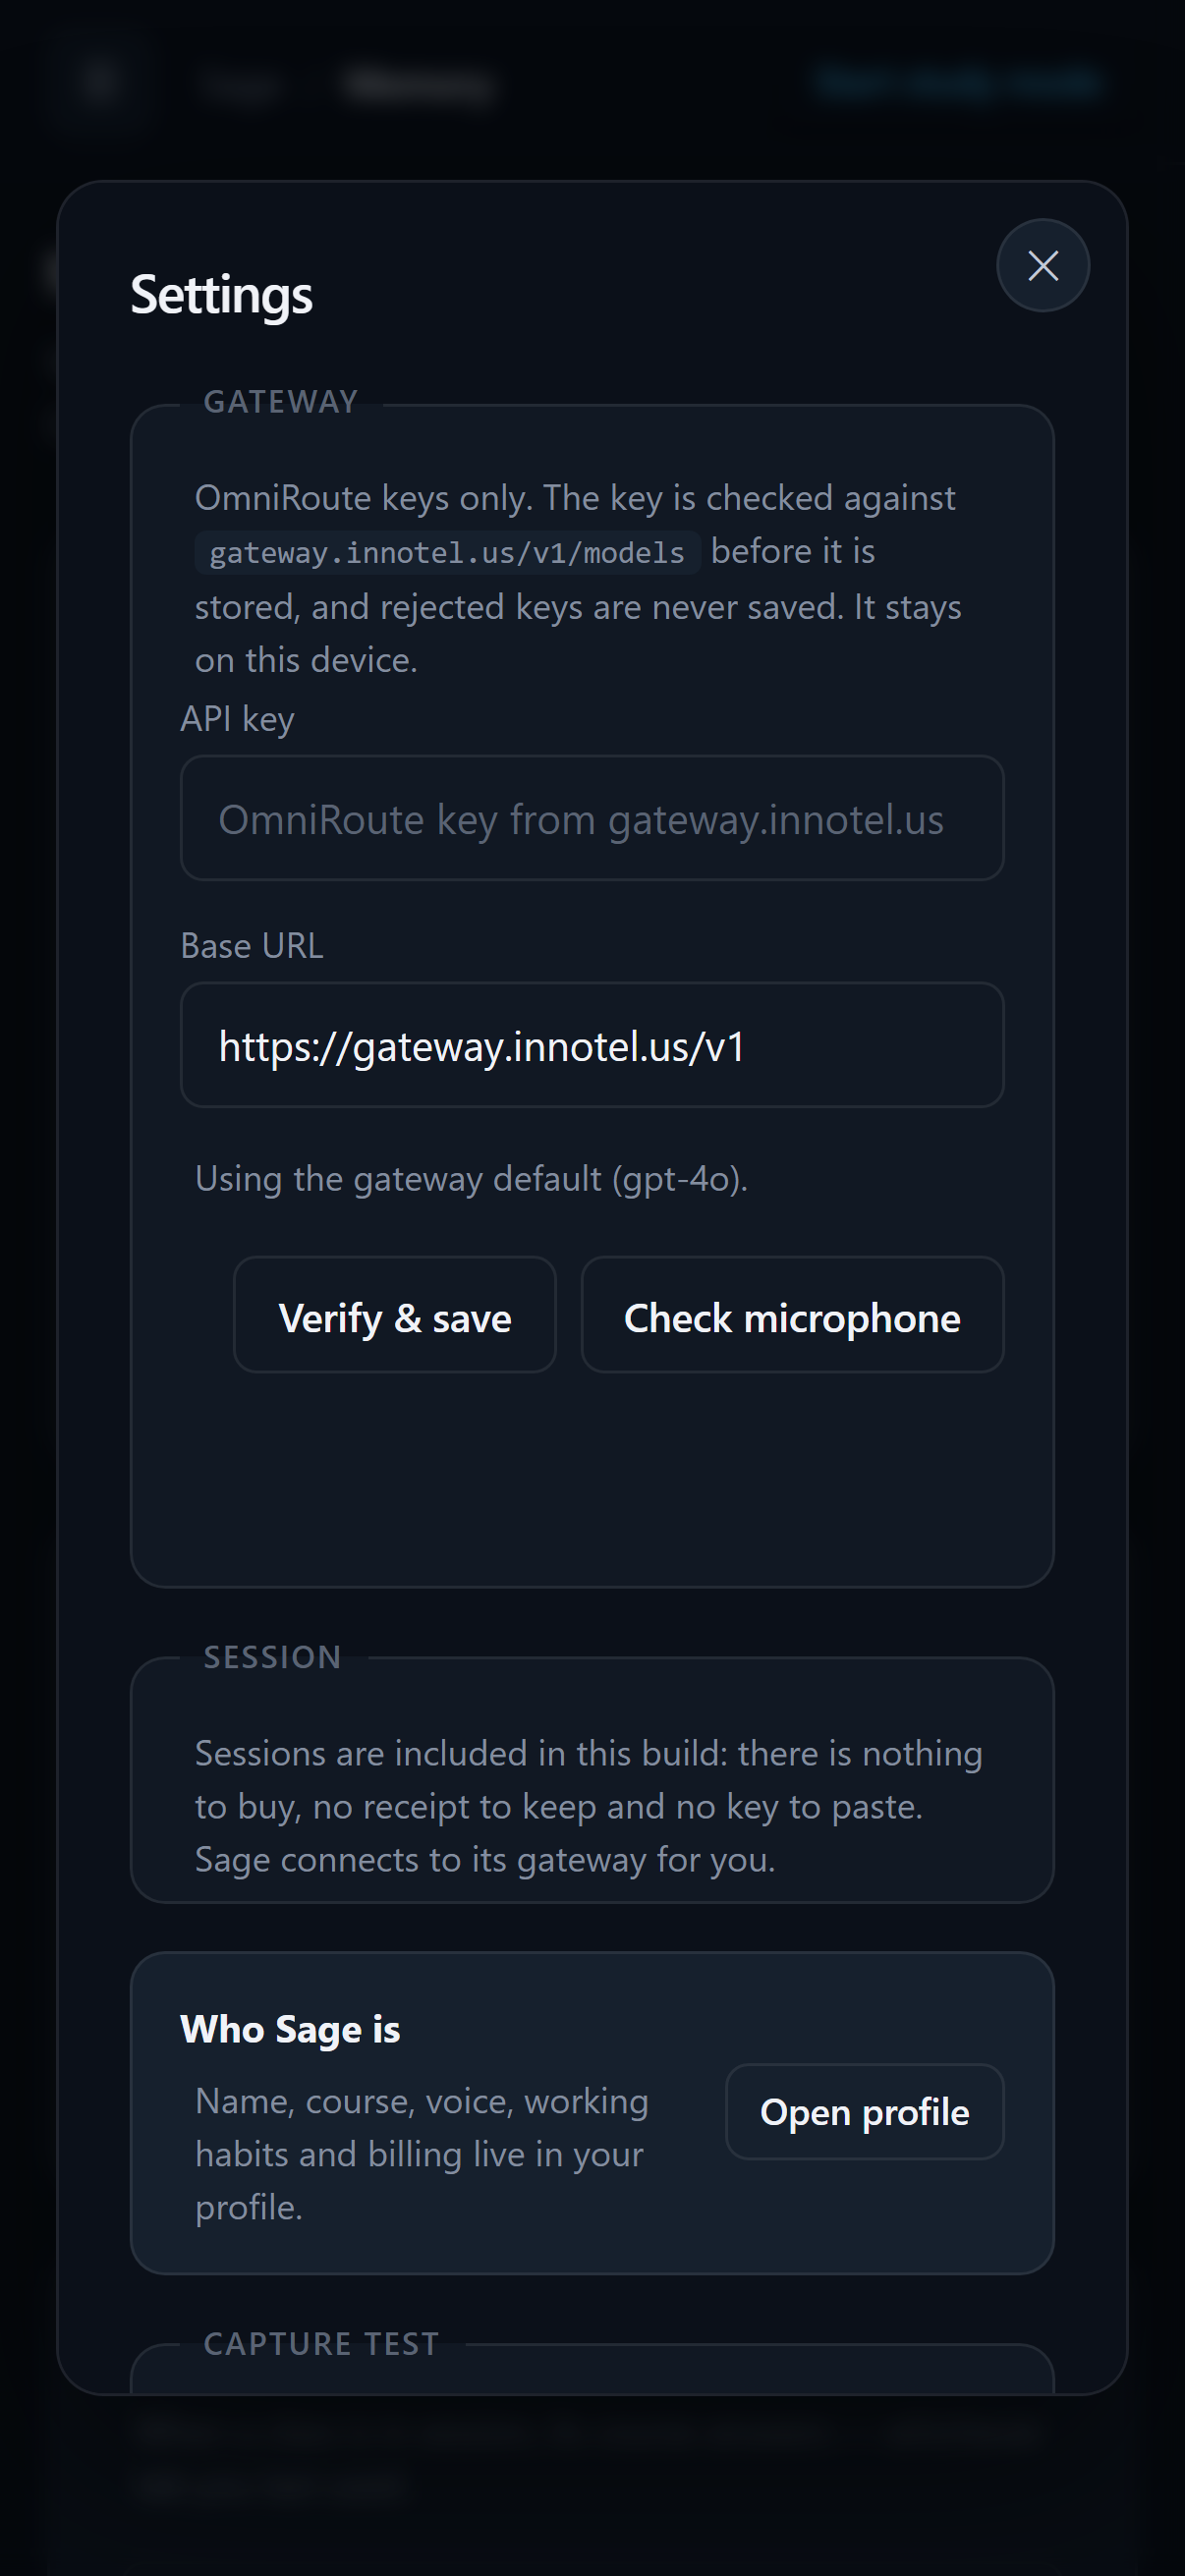 Settings
GATEWAY
OmniRoute keys only. The key is checked against
gateway.innotel.us/v1/models before it is
stored, and rejected keys are never saved. It stays
on this device.
API key
OmniRoute key from gateway.innotel.us
Base URL
https://gateway.innotel.us/v1
Using the gateway default (gpt-4o).
Verify & save
Check microphone
SESSION
Sessions are included in this build: there is nothing
to buy, no receipt to keep and no key to paste.
Sage connects to its gateway for you.
Who Sage is
Name, course, voice, working
habits and billing live in your
profile.
Open profile
CAPTURE TEST